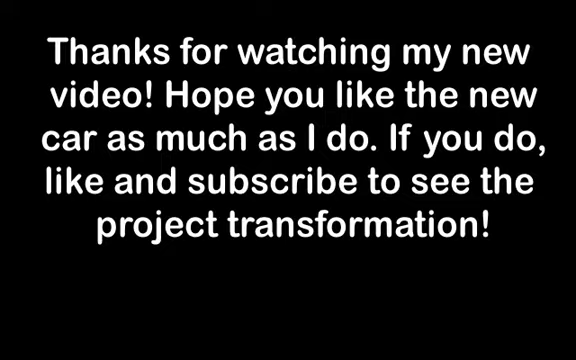 Thanks for watching my new
video! Hope you like the new
car as much as I do. If you do,
like and subscribe to see the
project transformation!